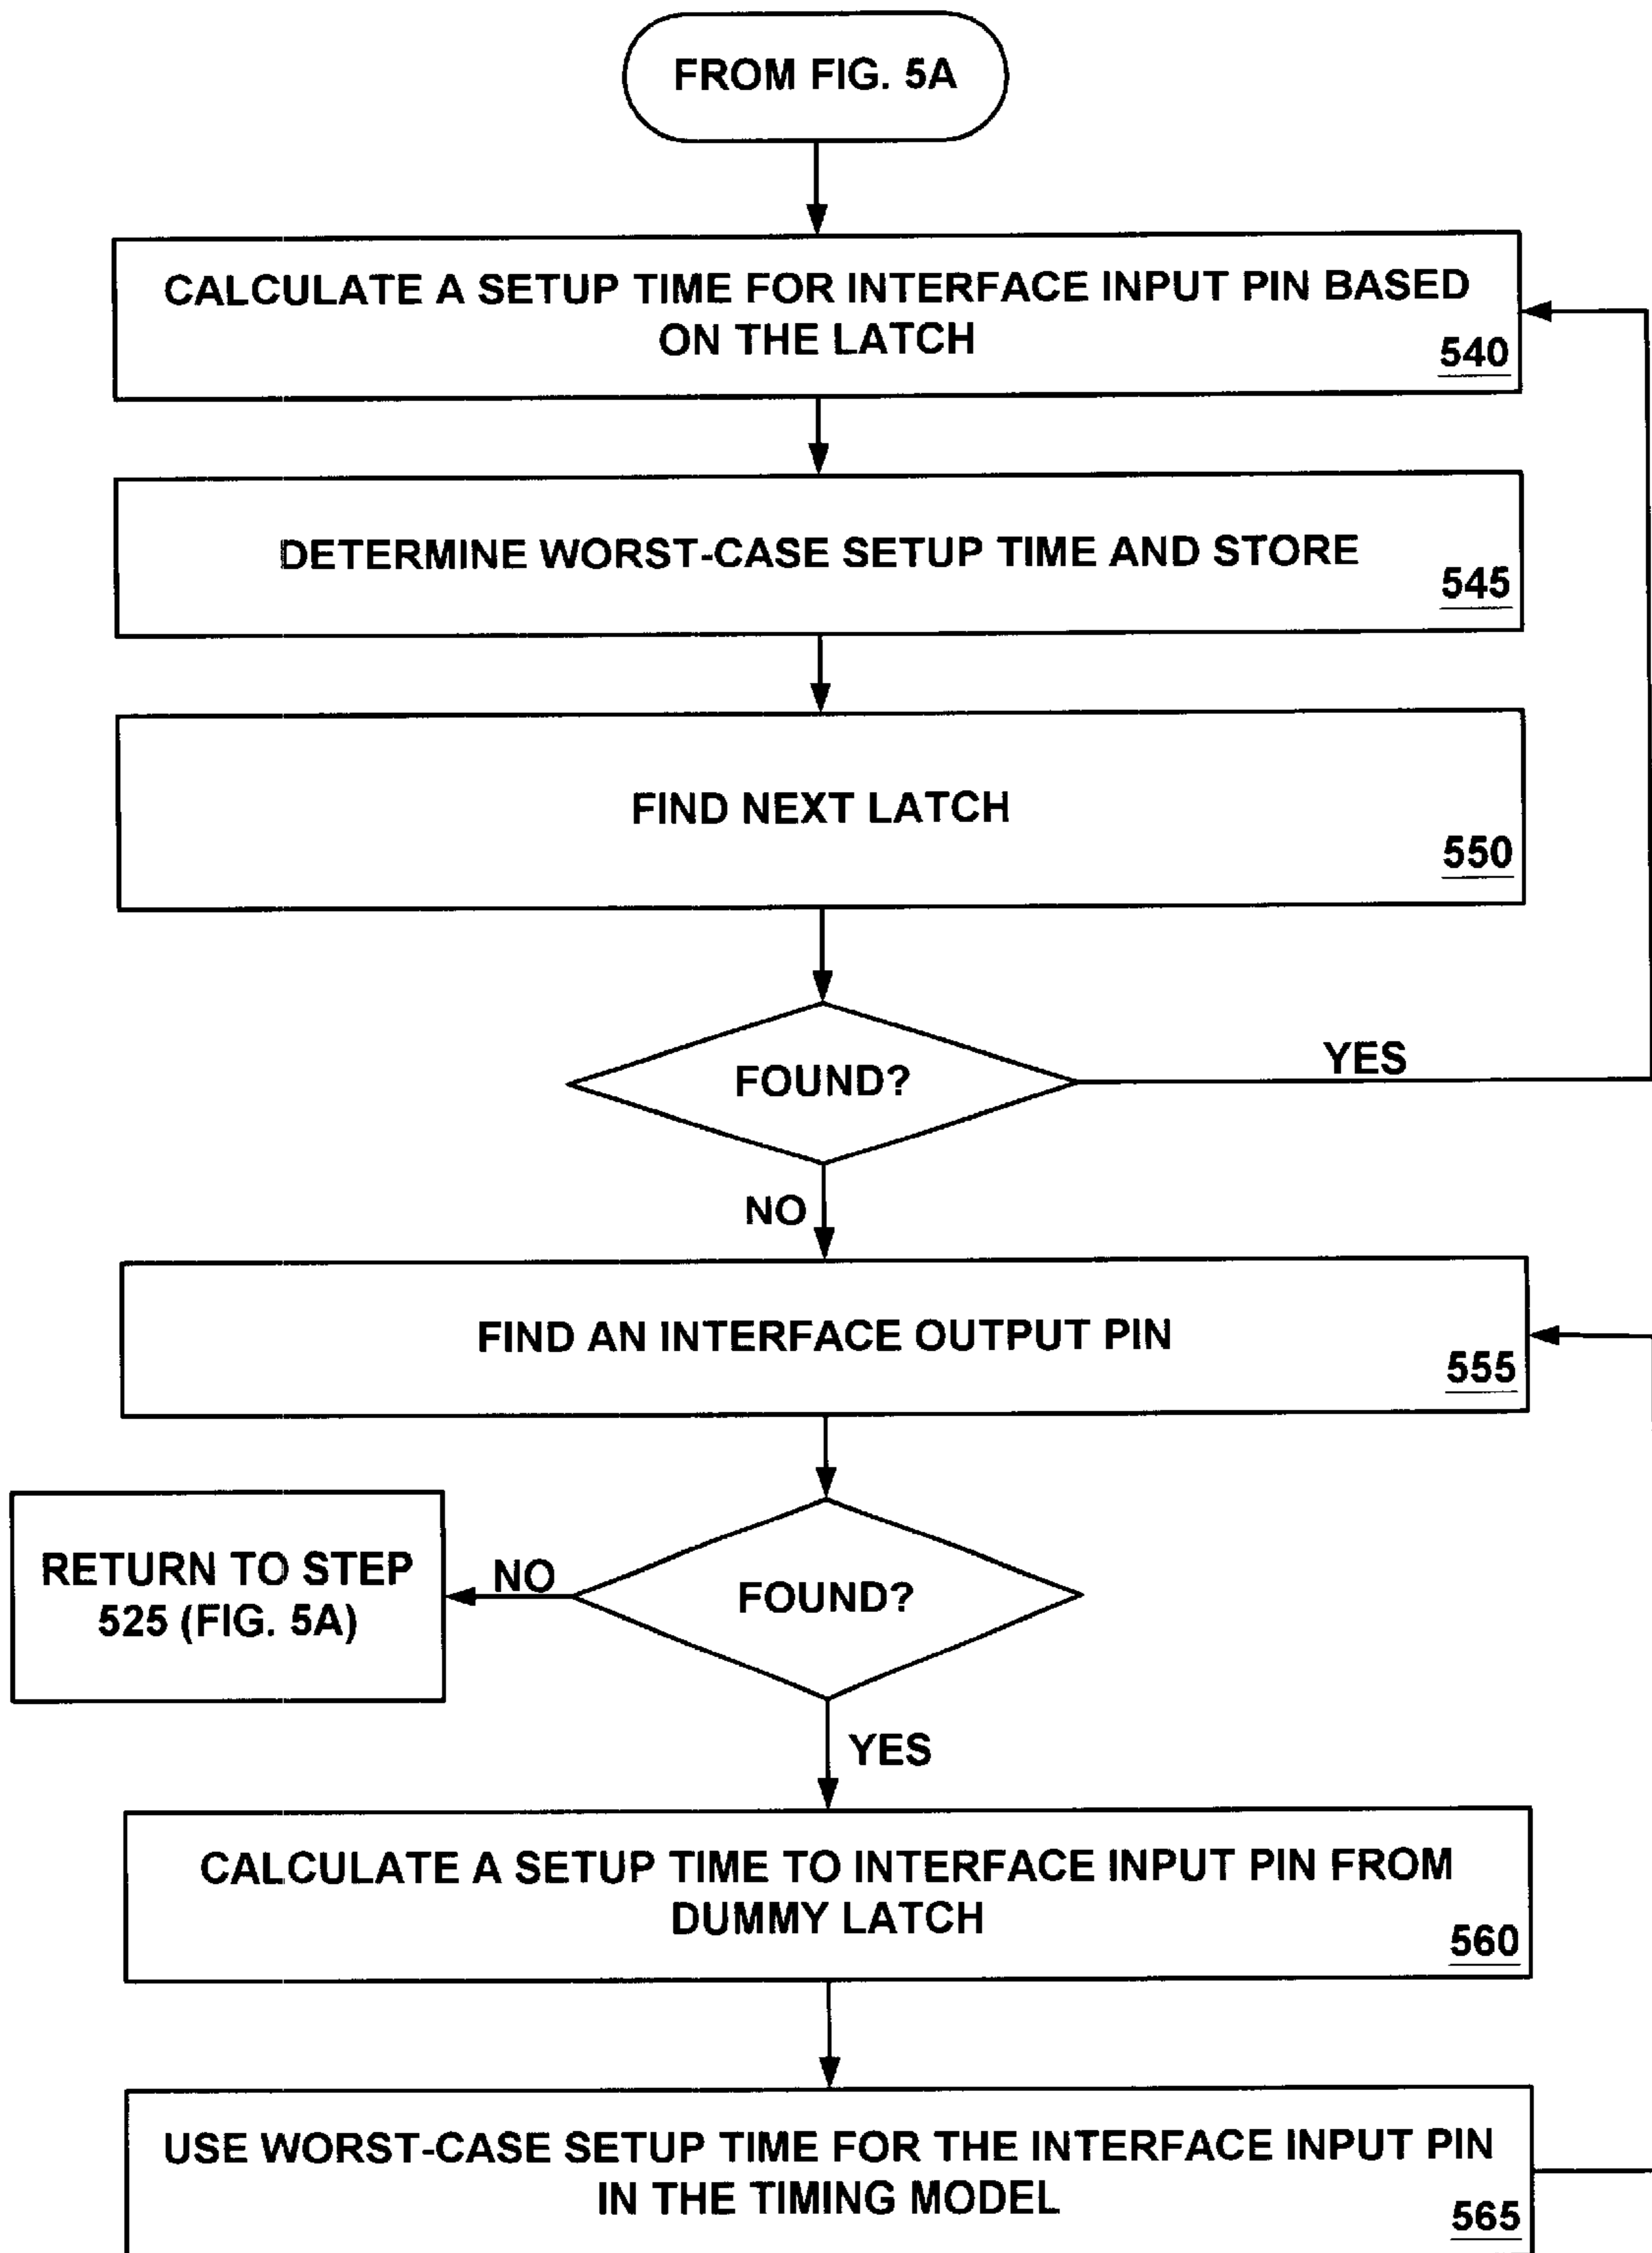 FROM FIG. 5A
CALCULATE A SETUP TIME FOR INTERFACE INPUT PIN BASED
ON THE LATCH
540
DETERMINE WORST-CASE SETUP TIME AND STORE
545
FIND NEXT LATCH
550
FOUND?
YES
NO
FIND AN INTERFACE OUTPUT PIN
555
RETURN TO STEP
525 (FIG. 5A)
NO
FOUND?
YES
CALCULATE A SETUP TIME TO INTERFACE INPUT PIN FROM
DUMMY LATCH
560
USE WORST-CASE SETUP TIME FOR THE INTERFACE INPUT PIN
IN THE TIMING MODEL
565